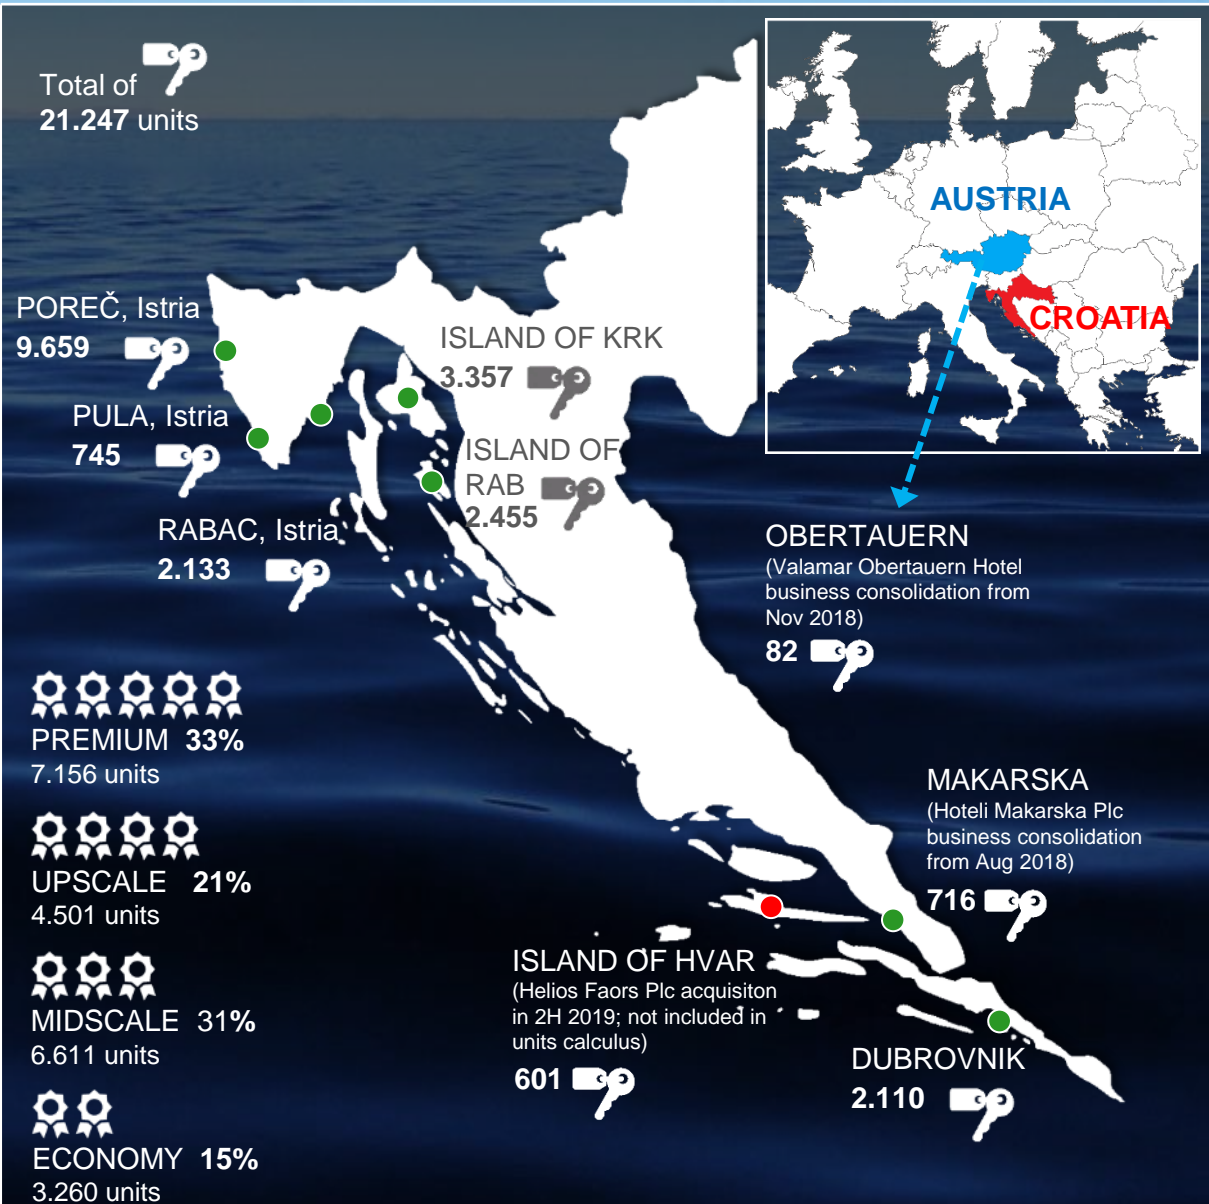 Total of
21.247 units
AUSTRIA
CROATIA
POREČ, Istria
9.659
ISLAND OF KRK
3.357
PULA, Istria
745
ISLAND OF
RAB
2.455
RABAC, Istria
2.133
OBERTAUERN
(Valamar Obertauern Hotel
business consolidation from
Nov 2018)
82
PREMIUM 33%
7.156 units
UPSCALE 21%
4.501 units
MIDSCALE 31%
6.611 units
ECONOMY 15%
3.260 units
MAKARSKA
(Hoteli Makarska Plc
business consolidation
from Aug 2018)
716
ISLAND OF HVAR
(Helios Faors Plc acquisiton
in 2H 2019; not included in
units calculus)
601
DUBROVNIK
2.110